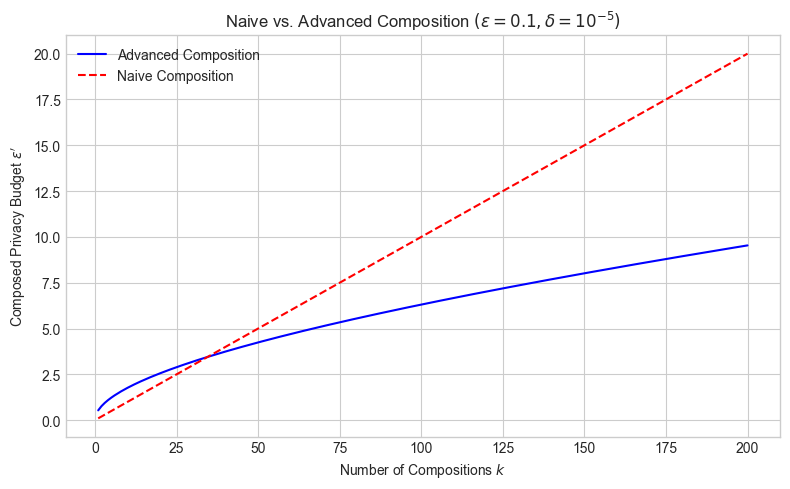 Naive vs. Advanced Composition (ε = 0.1, δ = 10⁻⁵)
Advanced Composition
Naive Composition
Composed Privacy Budget ε′
20.0
17.5
15.0
12.5
10.0
7.5
5.0
2.5
0.0
0 25 50 75 100 125 150 175 200
Number of Compositions k